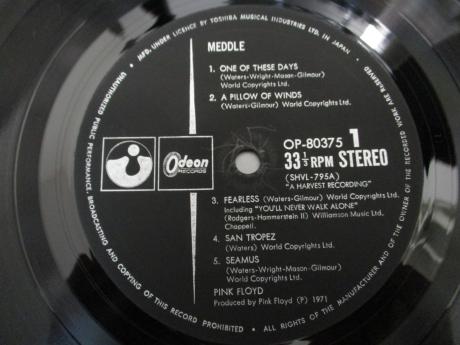 MFD. UNDER LICENCE BY TOSHIBA MUSICAL INDUSTRIES LTD. IN JAPAN.
ALL RIGHTS OF THE MANUFACTURER AND OF THE OWNER OF THE RECORDED WORK ARE RESERVED
UNAUTHORIZED PUBLIC PERFORMANCE, BROADCASTING AND COPYING OF THIS RECORD PROHIBITED
MEDDLE
1. ONE OF THESE DAYS
(Waters-Wright-Mason-Gilmour)
World Copyrights Ltd.
2. A PILLOW OF WINDS
(Waters-Gilmour) World Copyrights Ltd.
Odeon
RECORDS
OP-80375 1
33 1/3 RPM STEREO
(SHVL-795A)
"A HARVEST RECORDING"
3. FEARLESS (Waters-Gilmour) World Copyrights Ltd.
Including "YOU'LL NEVER WALK ALONE"
(Rodgers-Hammerstein II) Williamson Music Ltd.
Chappell.
4. SAN TROPEZ
(Waters) World Copyrights Ltd.
5. SEAMUS
(Waters-Wright-Mason-Gilmour)
World Copyrights Ltd.
PINK FLOYD
Produced by Pink Floyd (P) 1971